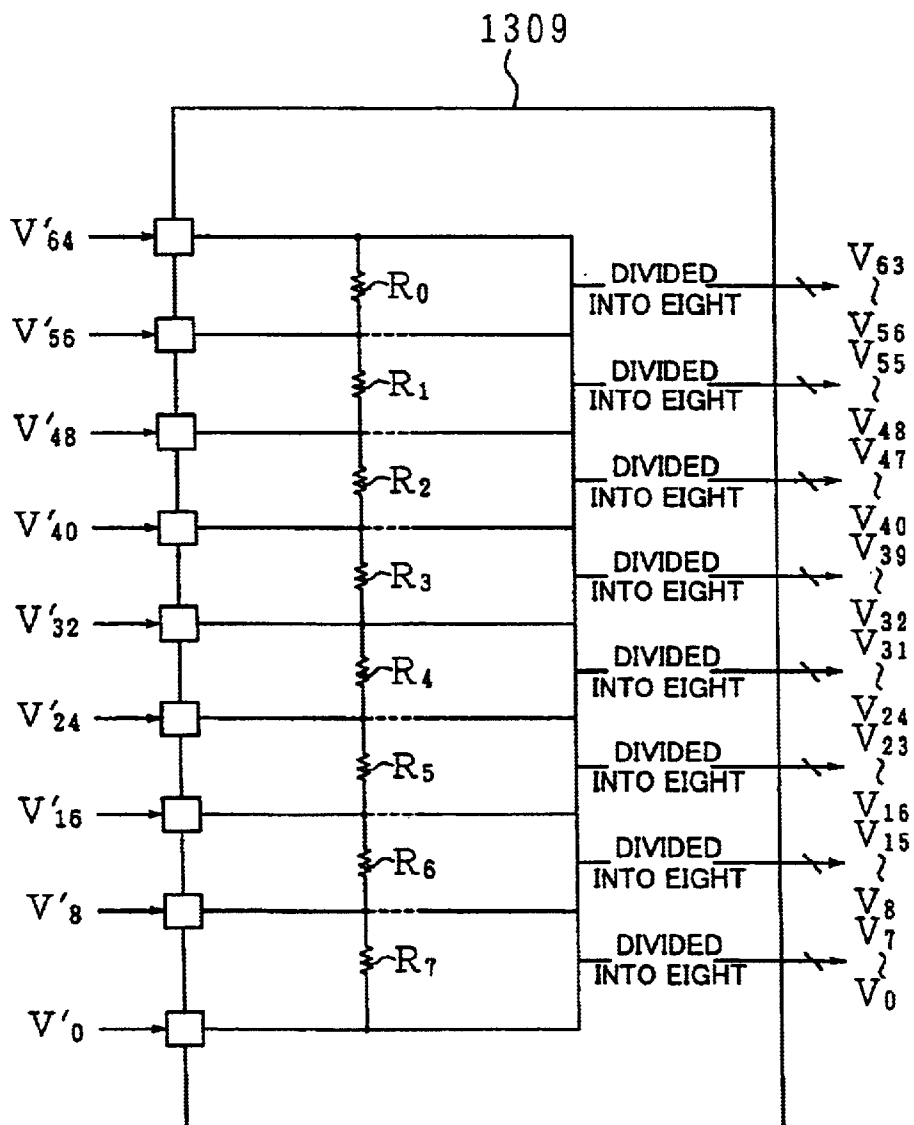 1309
V'64
V'56
V'48
V'40
V'32
V'24
V'16
V'8
V'0
R0
R1
R2
R3
R4
R5
R6
R7
DIVIDED
INTO EIGHT
DIVIDED
INTO EIGHT
DIVIDED
INTO EIGHT
DIVIDED
INTO EIGHT
DIVIDED
INTO EIGHT
DIVIDED
INTO EIGHT
DIVIDED
INTO EIGHT
DIVIDED
INTO EIGHT
V63
~
V56
V55
~
V48
V47
~
V40
V39
~
V32
V31
~
V24
V23
~
V16
V15
~
V8
V7
~
V0